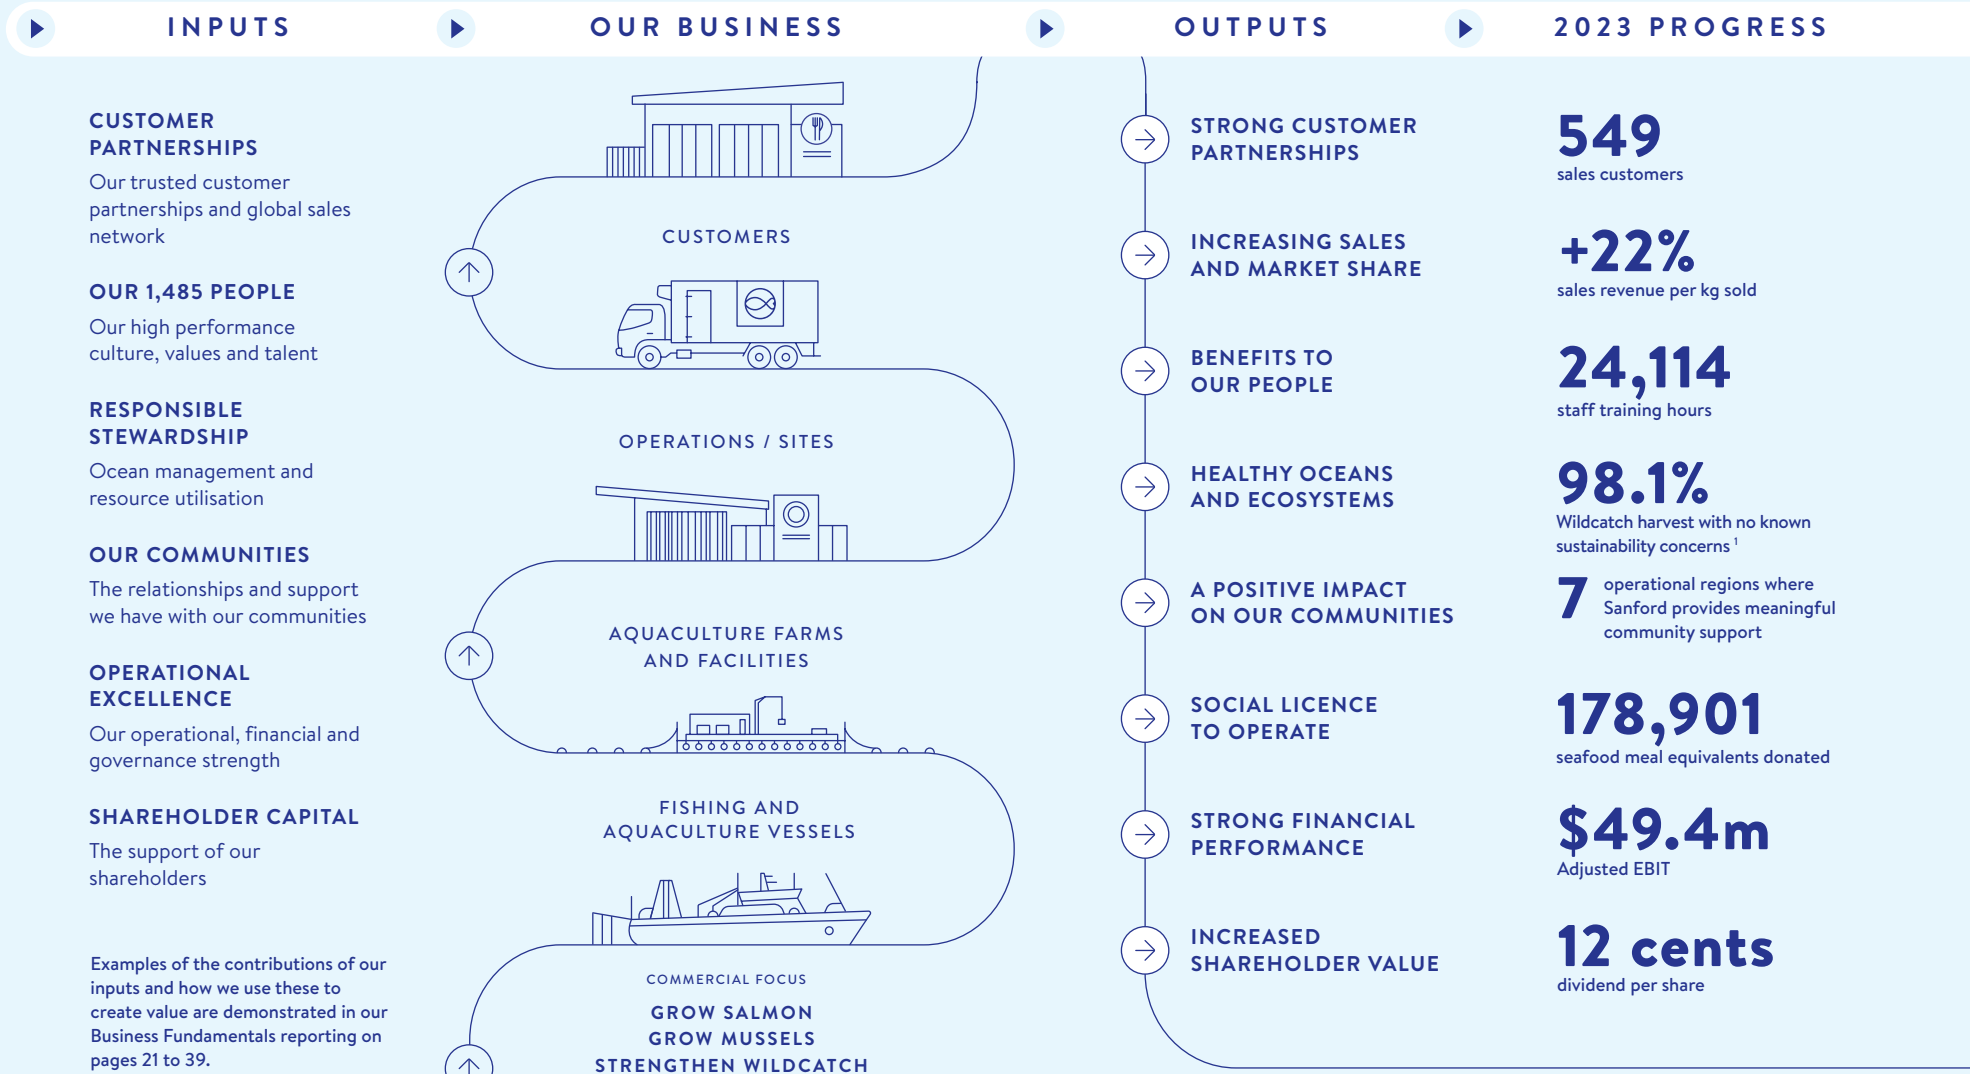 INPUTS
OUR BUSINESS
OUTPUTS
2023 PROGRESS
CUSTOMER
PARTNERSHIPS
Our trusted customer
partnerships and global sales
network
OUR 1,485 PEOPLE
Our high performance
culture, values and talent
RESPONSIBLE
STEWARDSHIP
Ocean management and
resource utilisation
OUR COMMUNITIES
The relationships and support
we have with our communities
OPERATIONAL
EXCELLENCE
Our operational, financial and
governance strength
SHAREHOLDER CAPITAL
The support of our
shareholders
Examples of the contributions of our
inputs and how we use these to
create value are demonstrated in our
Business Fundamentals reporting on
pages 21 to 39.
CUSTOMERS
OPERATIONS / SITES
AQUACULTURE FARMS
AND FACILITIES
FISHING AND
AQUACULTURE VESSELS
COMMERCIAL FOCUS
GROW SALMON
GROW MUSSELS
STRENGTHEN WILDCATCH
STRONG CUSTOMER
PARTNERSHIPS
549
sales customers
INCREASING SALES
AND MARKET SHARE
+22%
sales revenue per kg sold
BENEFITS TO
OUR PEOPLE
24,114
staff training hours
HEALTHY OCEANS
AND ECOSYSTEMS
98.1%
Wildcatch harvest with no known
sustainability concerns 1
A POSITIVE IMPACT
ON OUR COMMUNITIES
7
operational regions where
Sanford provides meaningful
community support
SOCIAL LICENCE
TO OPERATE
178,901
seafood meal equivalents donated
STRONG FINANCIAL
PERFORMANCE
$49.4m
Adjusted EBIT
INCREASED
SHAREHOLDER VALUE
12 cents
dividend per share